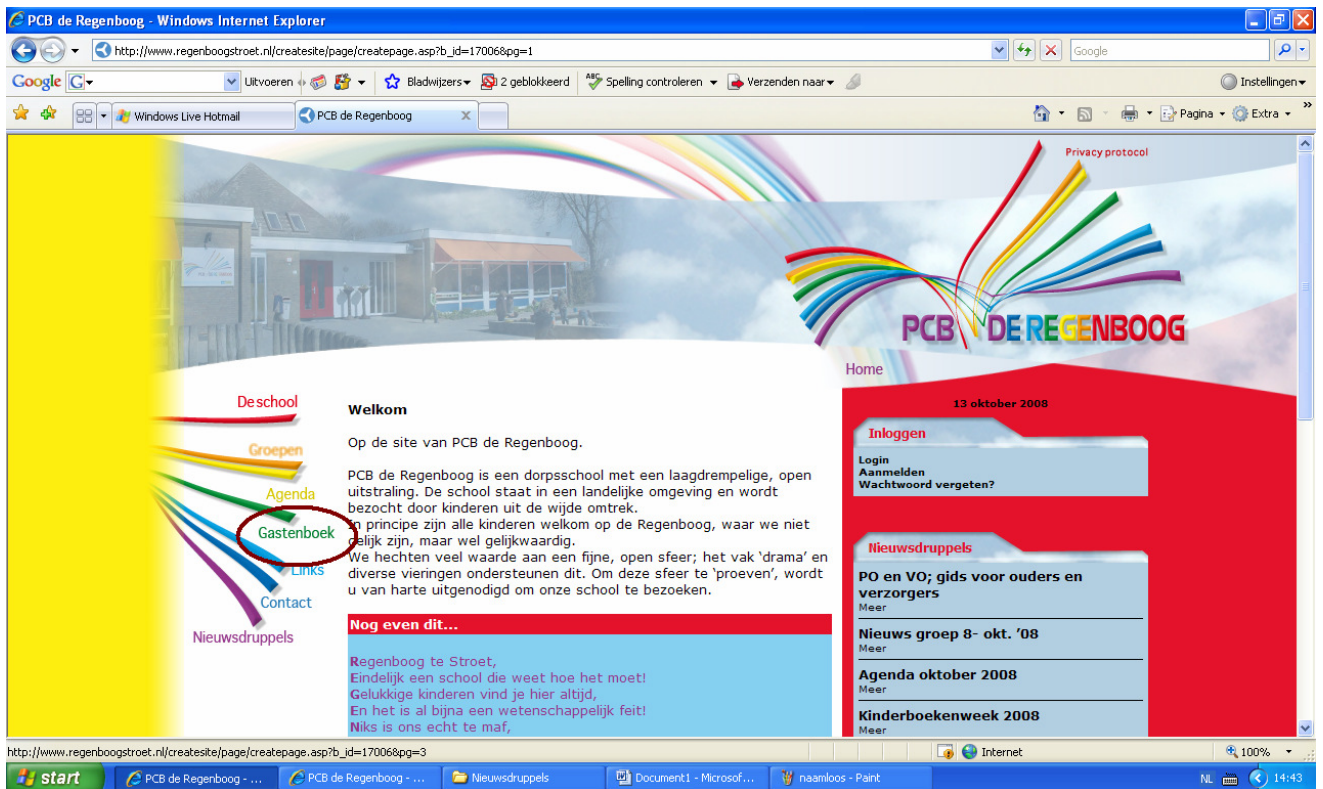 PCB de Regenboog - Windows Internet Explorer
http://www.regenboogstroet.nl/createsite/page/createpage.asp?b_id=17006&pg=1
Google
Google
Uitvoeren
Bladwijzers
2 geblokkeerd
Spelling controleren
Verzenden naar
Instellingen
Windows Live Hotmail
PCB de Regenboog
Pagina
Extra
Privacy protocol
PCB DE REGENBOOG
Home
De school
Groepen
Agenda
Gastenboek
Links
Contact
Nieuwsdruppels
Welkom
Op de site van PCB de Regenboog.
PCB de Regenboog is een dorpsschool met een laagdrempelige, open
uitstraling. De school staat in een landelijke omgeving en wordt
bezocht door kinderen uit de wijde omtrek.
In principe zijn alle kinderen welkom op de Regenboog, waar we niet
gelijk zijn, maar wel gelijkwaardig.
We hechten veel waarde aan een fijne, open sfeer; het vak ‘drama’ en
diverse vieringen ondersteunen dit. Om deze sfeer te ‘proeven’, wordt
u van harte uitgenodigd om onze school te bezoeken.
Nog even dit...
Regenboog te Stroet,
Eindelijk een school die weet hoe het moet!
Gelukkige kinderen vind je hier altijd,
En het is al bijna een wetenschappelijk feit!
Niks is ons echt te maf,
13 oktober 2008
Inloggen
Login
Aanmelden
Wachtwoord vergeten?
Nieuwsdruppels
PO en VO; gids voor ouders en
verzorgers
Meer
Nieuws groep 8- okt. ’08
Meer
Agenda oktober 2008
Meer
Kinderboekenweek 2008
Meer
http://www.regenboogstroet.nl/createsite/page/createpage.asp?b_id=17006&pg=3
Internet
100%
start
PCB de Regenboog - ...
PCB de Regenboog - ...
Nieuwsdruppels
Document1 - Microsof...
naamloos - Paint
NL
14:43